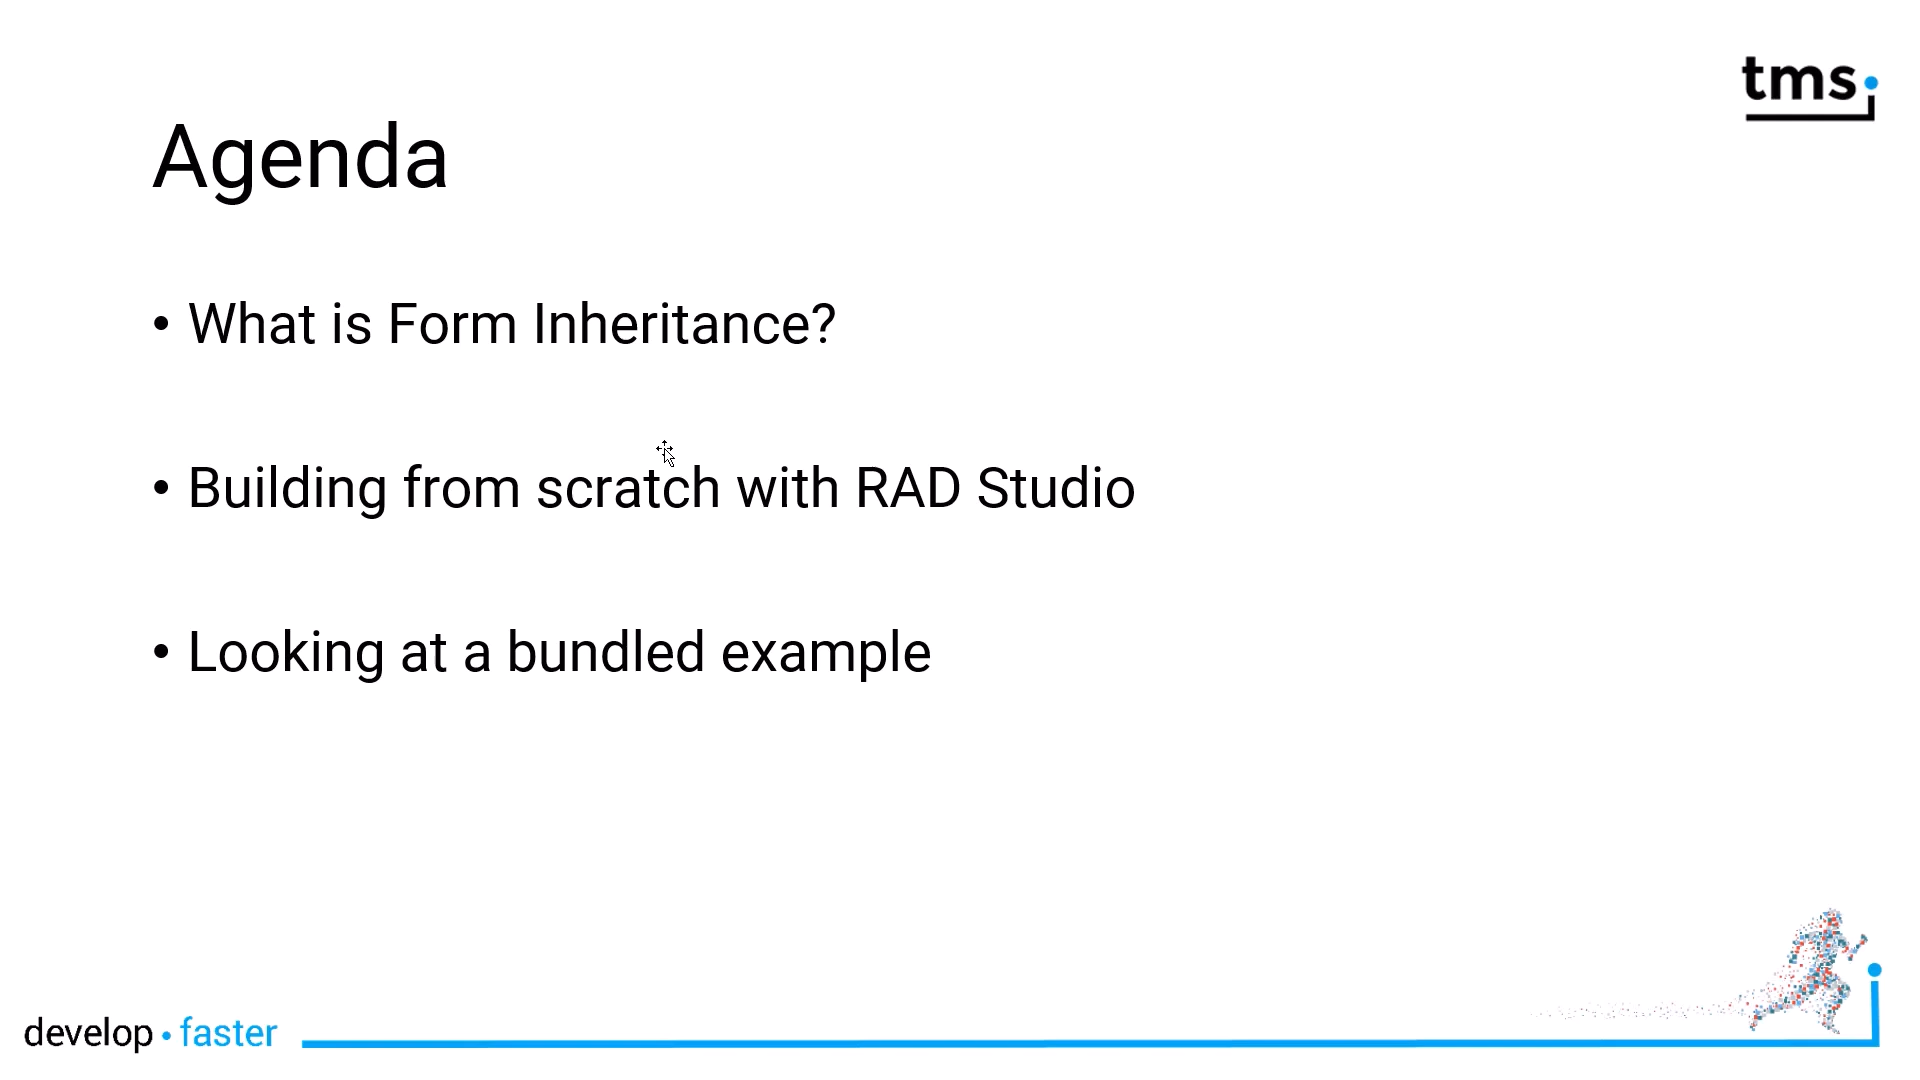 tms
Agenda
• What is Form Inheritance?
• Building from scratch with RAD Studio
• Looking at a bundled example
develop • faster